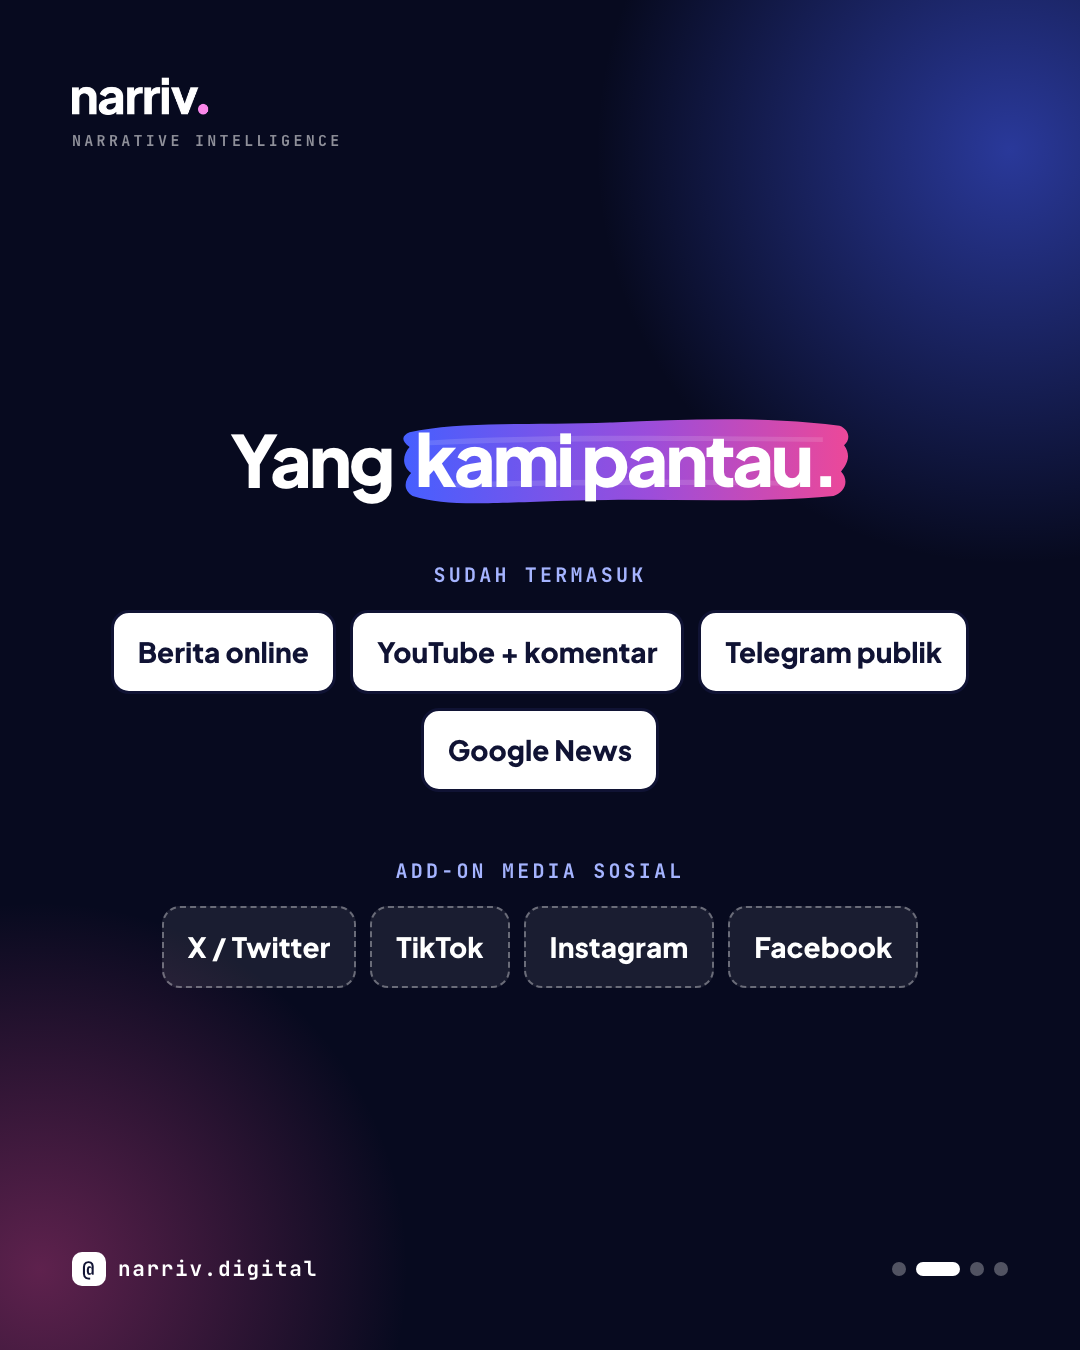 narriv.
NARRATIVE INTELLIGENCE
Yang kami pantau.
SUDAH TERMASUK
Berita online
YouTube + komentar
Telegram publik
Google News
ADD-ON MEDIA SOSIAL
X / Twitter
TikTok
Instagram
Facebook
@ narriv.digital